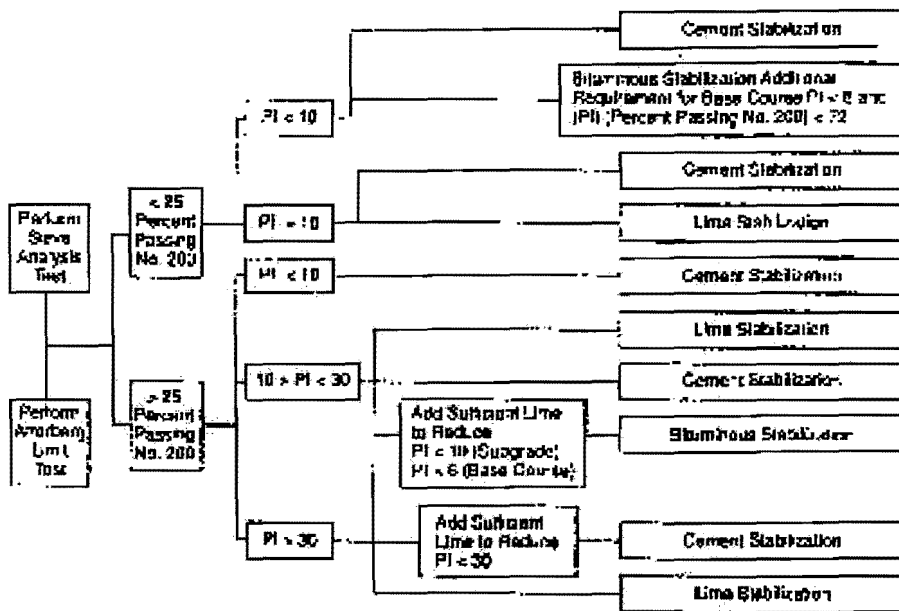 Cement Stabilization
Bituminous Stabilization Additional
Requirement for Base Course PI < 6 and
(PI) (Percent Passing No. 200) < 72
PI < 10
Cement Stabilization
< 25
Percent
Passing
No. 200
Perform
Sieve
Analysis
Test
PI > 10
Lime Stabilization
PI < 10
Cement Stabilization
Lime Stabilization
10 > PI < 30
Cement Stabilization
> 25
Percent
Passing
No. 200
Perform
Atterberg
Limit
Test
Add Sufficient Lime
to Reduce
PI < 10 (Subgrade)
PI < 6 (Base Course)
Bituminous Stabilization
PI > 30
Add Sufficient
Lime to Reduce
PI < 30
Cement Stabilization
Lime Stabilization